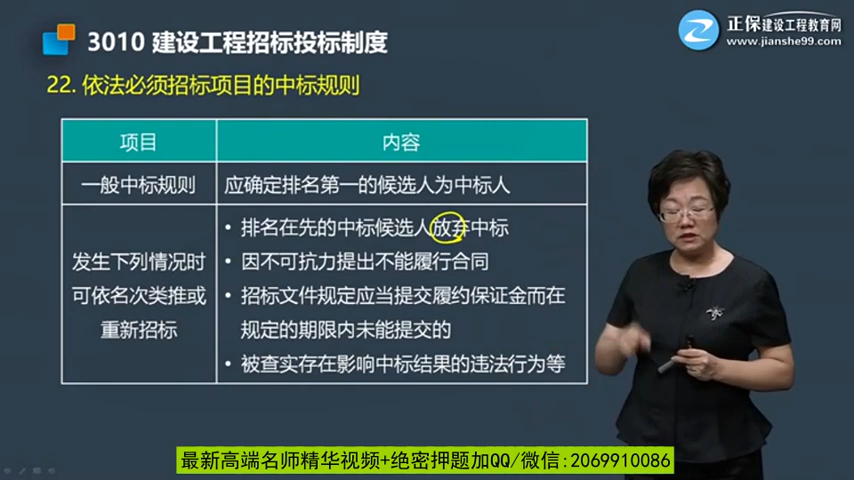 3010 建设工程招标投标制度
正保建设工程教育网
www.jianshe99.com
22. 依法必须招标项目的中标规则
项目
内容
一般中标规则
应确定排名第一的候选人为中标人
发生下列情况时
可依名次类推或
重新招标
• 排名在先的中标候选人放弃中标
• 因不可抗力提出不能履行合同
• 招标文件规定应当提交履约保证金而在
规定的期限内未能提交的
• 被查实存在影响中标结果的违法行为等
最新高端名师精华视频+绝密押题加QQ/微信:2069910086